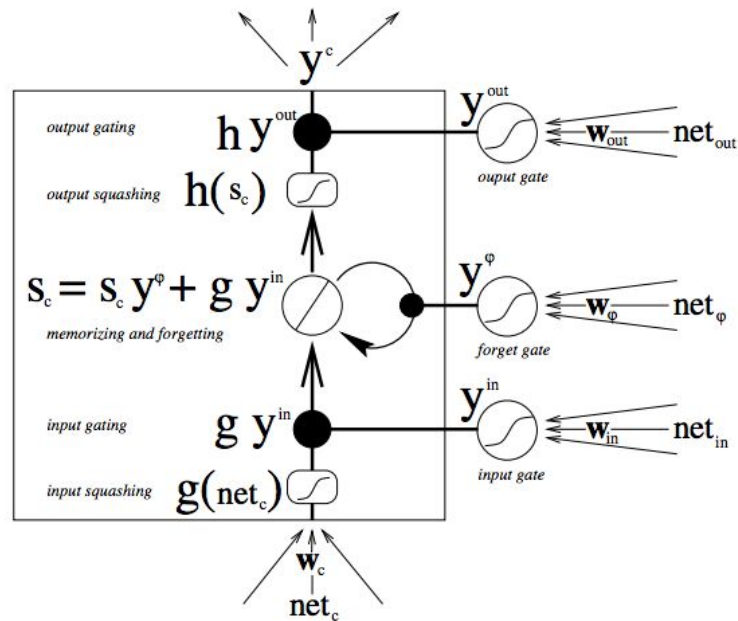 y^c
output gating
h y^out
y^out
w_out net_out
ouput gate
output squashing
h(s_c)
s_c = s_c y^φ + g y^in
memorizing and forgetting
y^φ
w_φ net_φ
forget gate
input gating
g y^in
y^in
w_in net_in
input gate
input squashing
g(net_c)
w_c
net_c